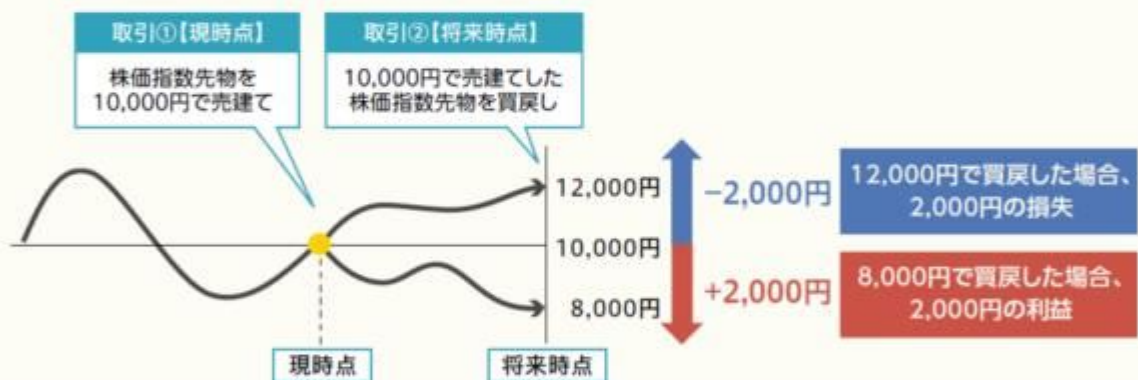 取引①【現時点】
株価指数先物を
10,000円で売建て
取引②【将来時点】
10,000円で売建てした
株価指数先物を買戻し
12,000円
10,000円
8,000円
−2,000円
+2,000円
12,000円で買戻した場合、
2,000円の損失
8,000円で買戻した場合、
2,000円の利益
現時点
将来時点